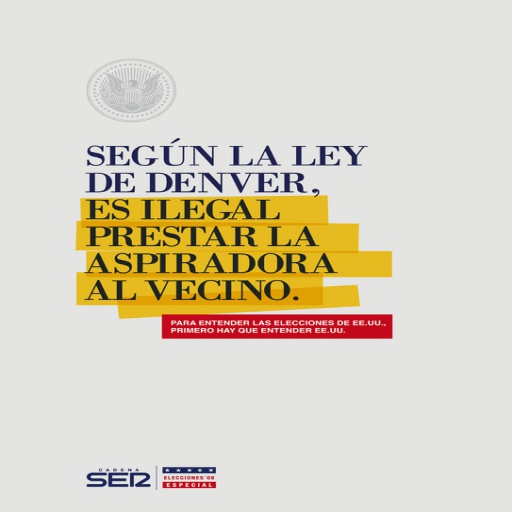 SEGÚN LA LEY
DE DENVER,
ES ILEGAL
PRESTAR LA
ASPIRADORA
AL VECINO.
PARA ENTENDER LAS ELECCIONES DE EE.UU.,
PRIMERO HAY QUE ENTENDER EE.UU.
CADENA
SER
ELECCIONES'08
ESPECIAL